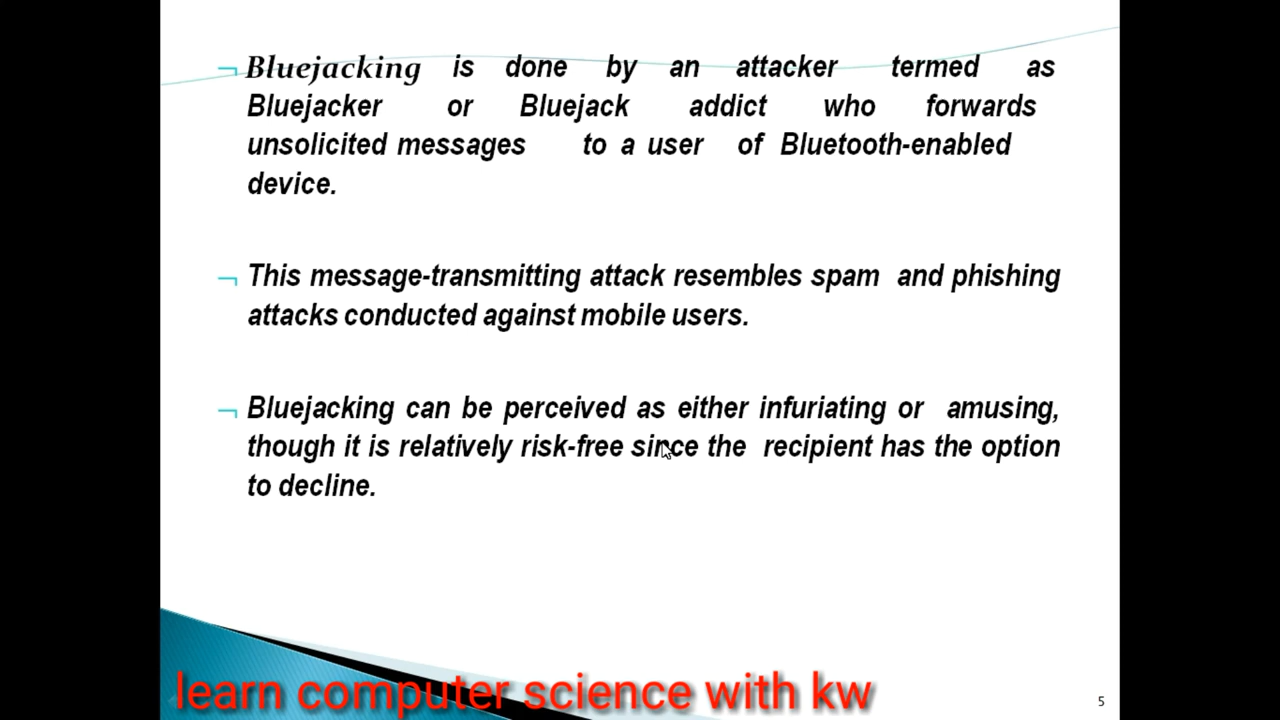 Bluejacking is done by an attacker termed as
Bluejacker or Bluejack addict who forwards
unsolicited messages to a user of Bluetooth-enabled
device.
This message-transmitting attack resembles spam and phishing
attacks conducted against mobile users.
Bluejacking can be perceived as either infuriating or amusing,
though it is relatively risk-free since the recipient has the option
to decline.
learn computer science with kw
5